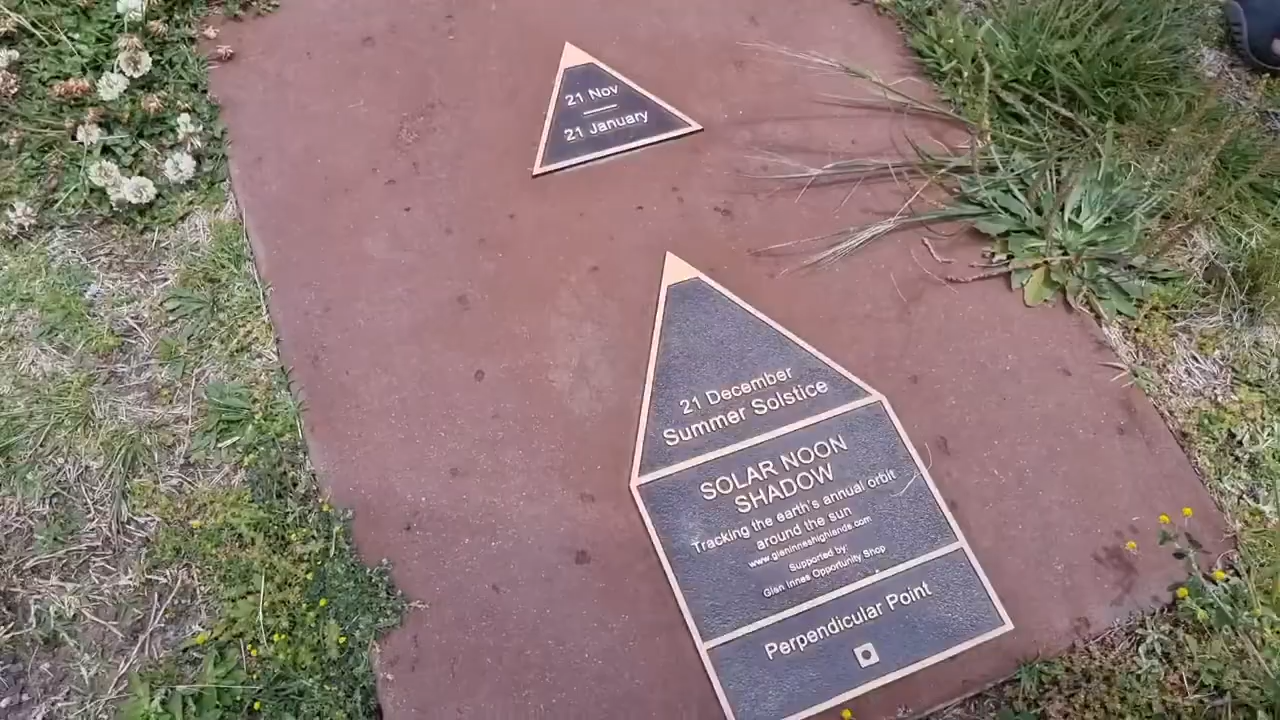 21 Nov
21 January
21 December
Summer Solstice
SOLAR NOON
SHADOW
Tracking the earth's annual orbit
around the sun
www.gleninneshighlands.com
Supported by:
Glen Innes Opportunity Shop
Perpendicular Point